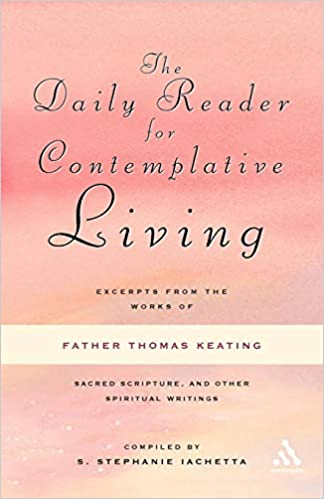 The
Daily Reader
for
Contemplative
Living
EXCERPTS FROM THE
WORKS OF
FATHER THOMAS KEATING
SACRED SCRIPTURE, AND OTHER
SPIRITUAL WRITINGS
COMPILED BY
S. STEPHANIE IACHETTA